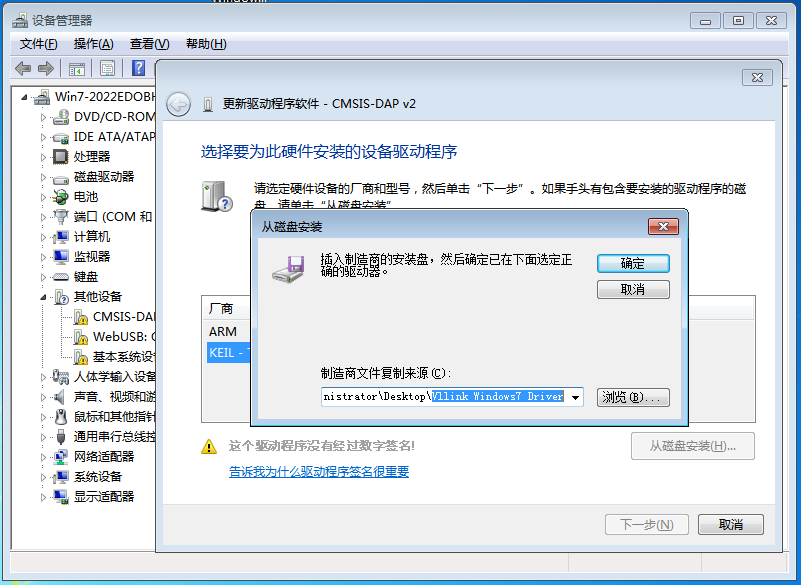 设备管理器
文件(F) 操作(A) 查看(V) 帮助(H)
Win7-2022EDOBH
DVD/CD-ROM
IDE ATA/ATAP
处理器
磁盘驱动器
电池
端口 (COM 和
计算机
监视器
键盘
其他设备
CMSIS-DA
WebUSB:
基本系统设
人体学输入设备
声音、视频和游
鼠标和其他指针
通用串行总线控
网络适配器
系统设备
显示适配器
更新驱动程序软件 - CMSIS-DAP v2
选择要为此硬件安装的设备驱动程序
请选定硬件设备的厂商和型号，然后单击“下一步”。如果手头有包含要安装的驱动程序的磁
盘，请单击“从磁盘安装”
厂商
ARM
KEIL -
从磁盘安装
插入制造商的安装盘，然后确定已在下面选定正
确的驱动器。
确定
取消
制造商文件复制来源(C):
nistrator\Desktop\Vllink Windows7 Driver
浏览(B)...
这个驱动程序没有经过数字签名!
告诉我为什么驱动程序签名很重要
从磁盘安装(H)...
下一步(N)
取消